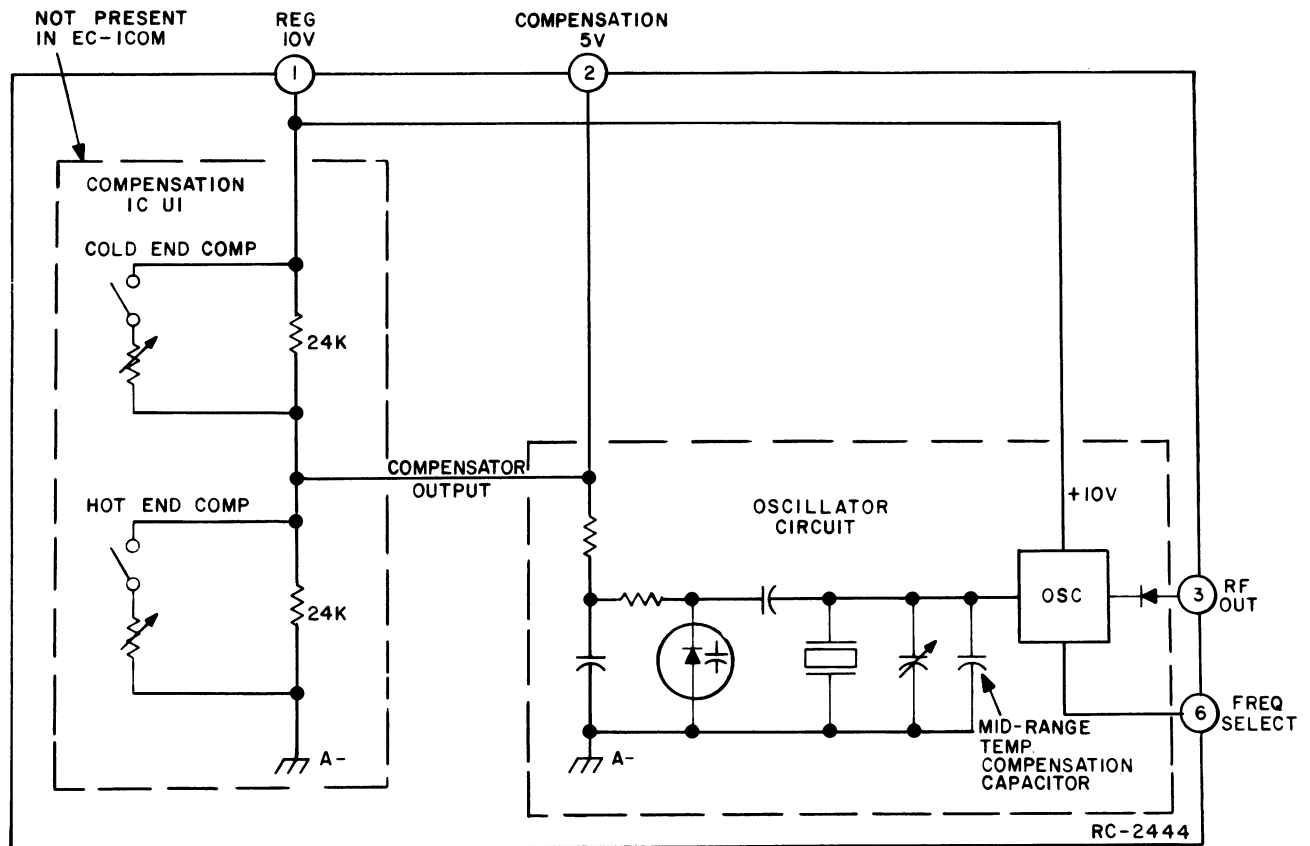 NOT PRESENT
IN EC-ICOM
REG
10V
COMPENSATION
5V
1
2
COMPENSATION
IC U1
COLD END COMP
24K
COMPENSATOR
OUTPUT
HOT END COMP
24K
A-
OSCILLATOR
CIRCUIT
+10V
OSC
3
RF
OUT
6
FREQ
SELECT
MID-RANGE
TEMP.
COMPENSATION
CAPACITOR
A-
RC-2444